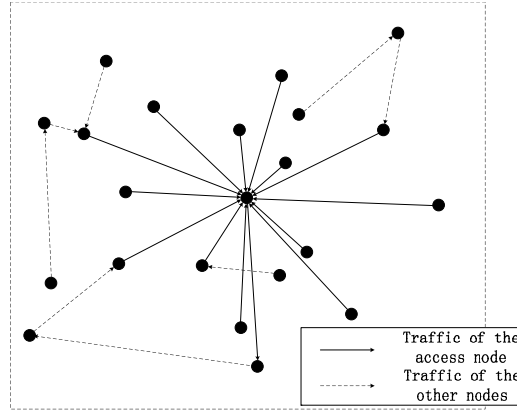 Traffic of the
access node
Traffic of the
other nodes